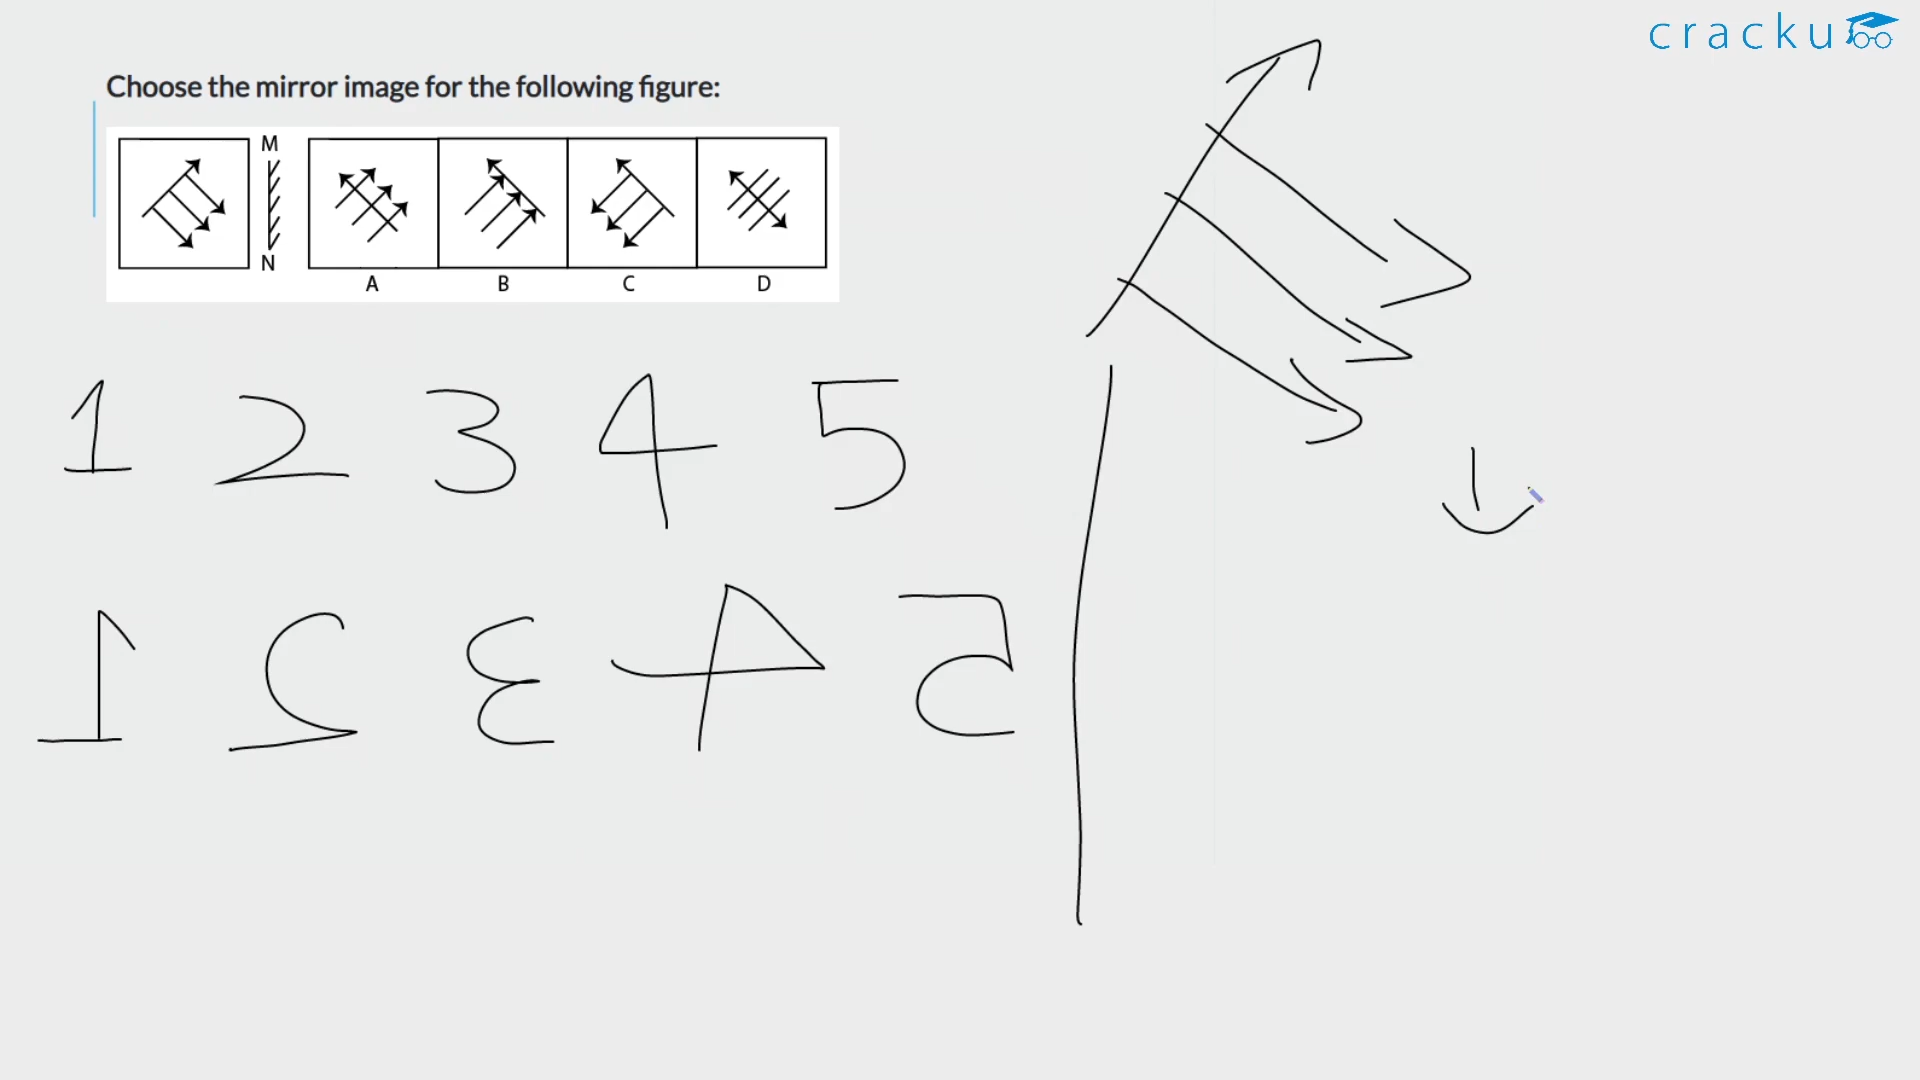 cracku
Choose the mirror image for the following figure:
M
N
A B C D
1 2 3 4 5